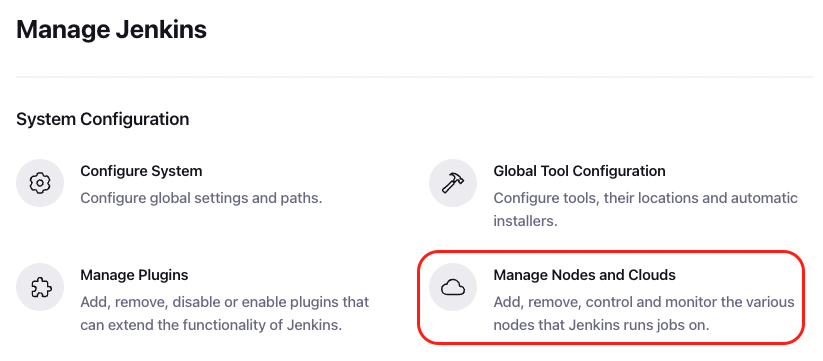 Manage Jenkins
System Configuration
Configure System
Configure global settings and paths.
Global Tool Configuration
Configure tools, their locations and automatic
installers.
Manage Plugins
Add, remove, disable or enable plugins that
can extend the functionality of Jenkins.
Manage Nodes and Clouds
Add, remove, control and monitor the various
nodes that Jenkins runs jobs on.